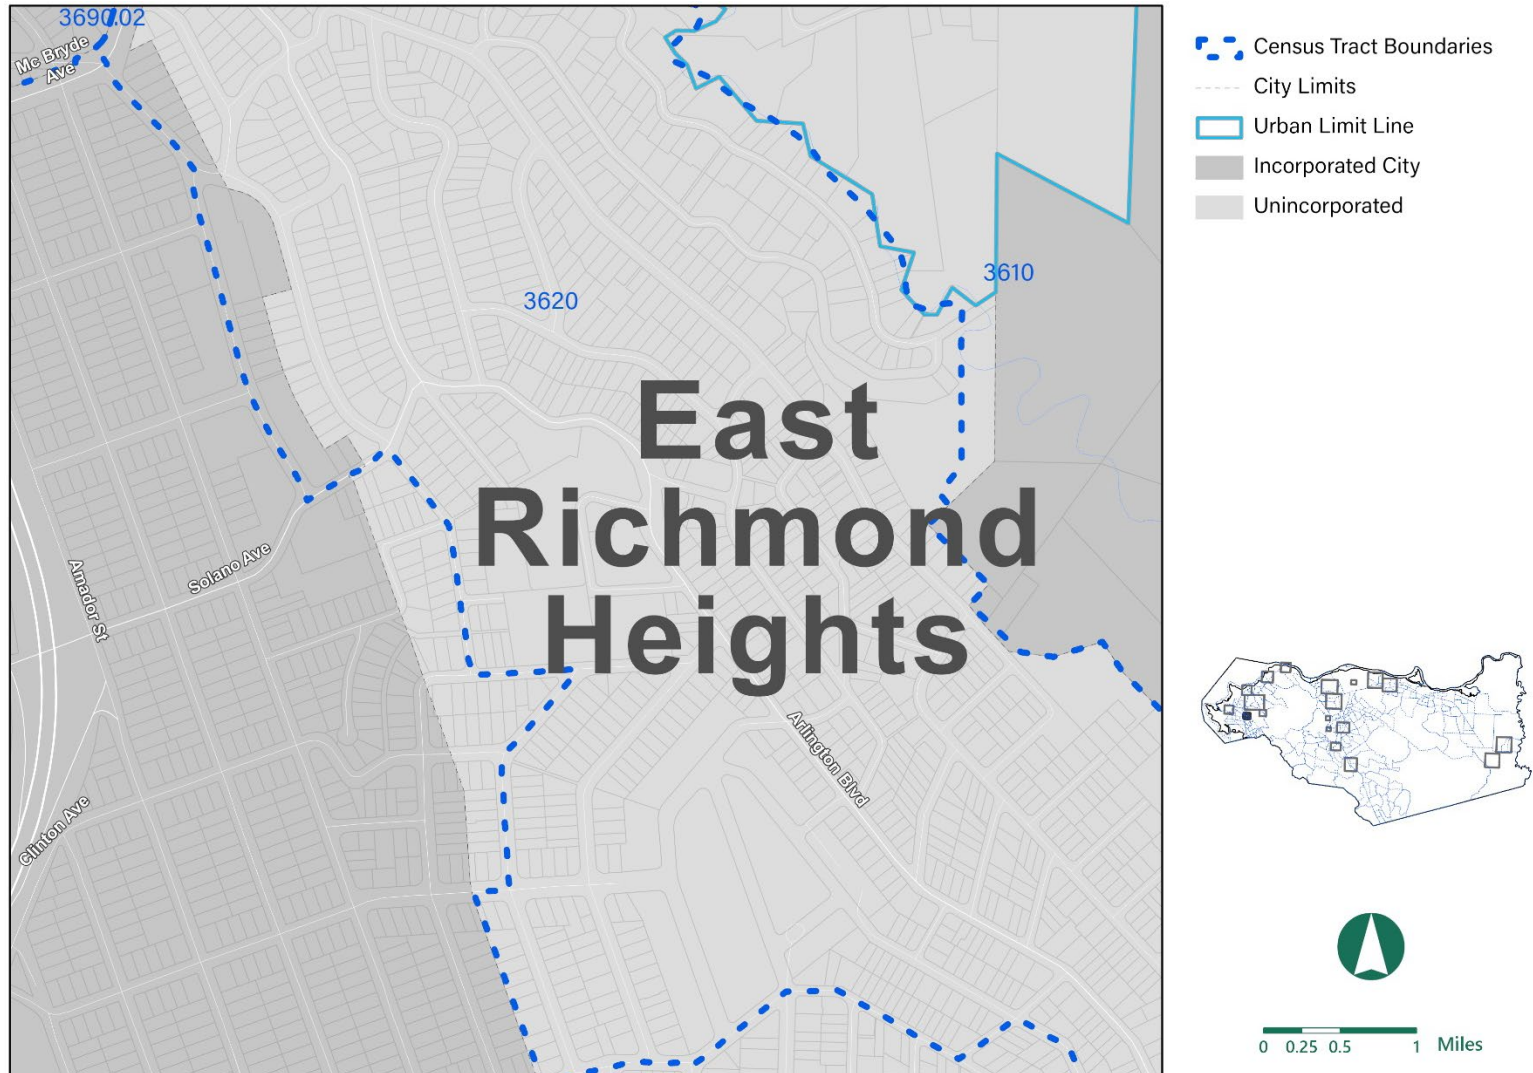 3690.02
Mc Bryde
Ave
3610
3620
East
Richmond
Heights
Solano Ave
Amador St
Arlington Blvd
Clinton Ave
Census Tract Boundaries
City Limits
Urban Limit Line
Incorporated City
Unincorporated
0 0.25 0.5 1 Miles